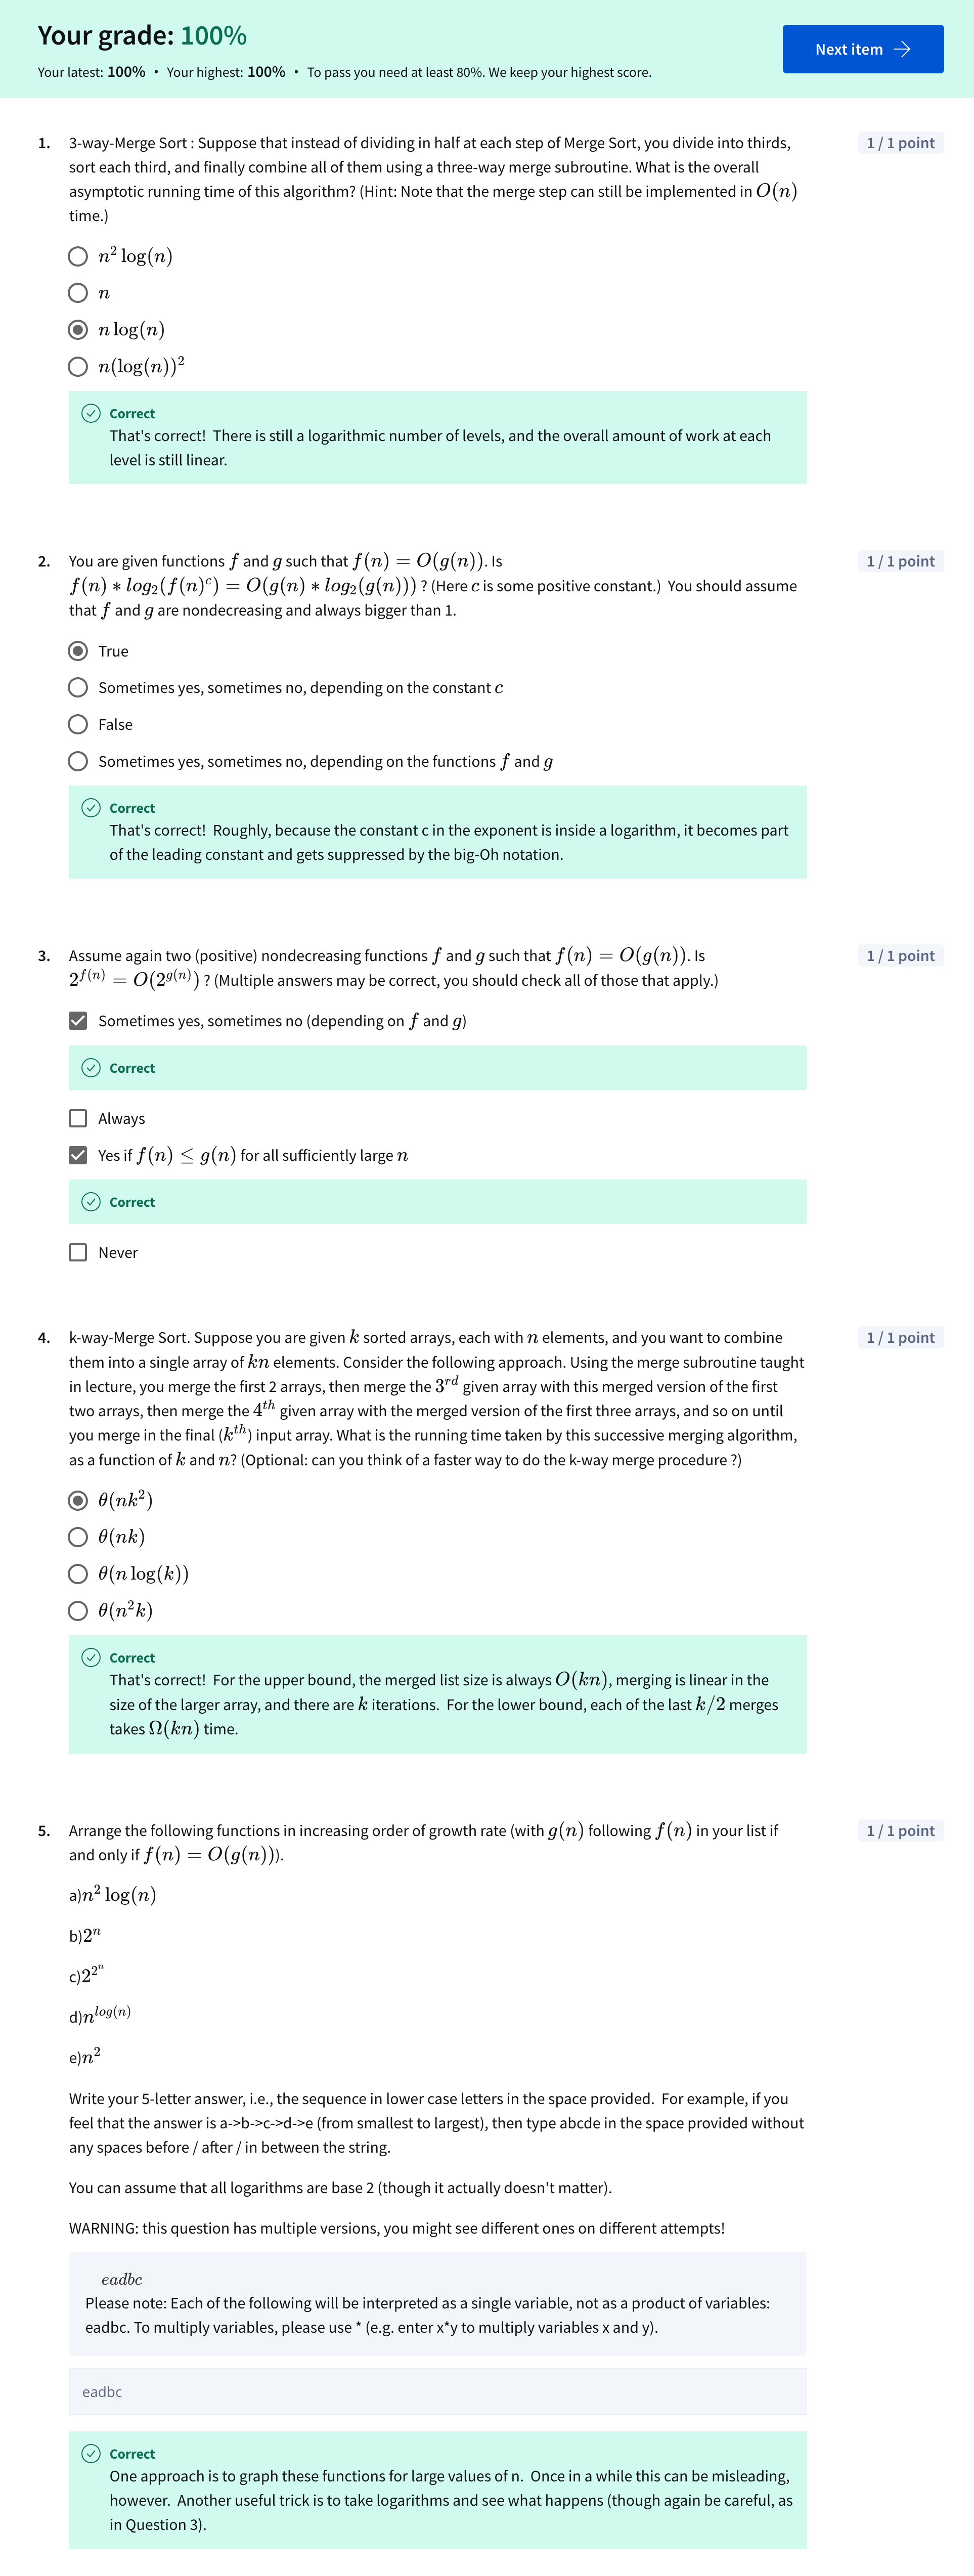 Your grade: 100%
Next item →
Your latest: 100% • Your highest: 100% • To pass you need at least 80%. We keep your highest score.
1. 3-way-Merge Sort : Suppose that instead of dividing in half at each step of Merge Sort, you divide into thirds,
1 / 1 point
sort each third, and finally combine all of them using a three-way merge subroutine. What is the overall
asymptotic running time of this algorithm? (Hint: Note that the merge step can still be implemented in O(n)
time.)
n² log(n)
n
n log(n)
n(log(n))²
Correct
That's correct! There is still a logarithmic number of levels, and the overall amount of work at each
level is still linear.
2. You are given functions f and g such that f(n) = O(g(n)). Is
1 / 1 point
f(n) * log₂(f(n)^c) = O(g(n) * log₂(g(n))) ? (Here c is some positive constant.) You should assume
that f and g are nondecreasing and always bigger than 1.
True
Sometimes yes, sometimes no, depending on the constant c
False
Sometimes yes, sometimes no, depending on the functions f and g
Correct
That's correct! Roughly, because the constant c in the exponent is inside a logarithm, it becomes part
of the leading constant and gets suppressed by the big-Oh notation.
3. Assume again two (positive) nondecreasing functions f and g such that f(n) = O(g(n)). Is
1 / 1 point
2^f(n) = O(2^g(n)) ? (Multiple answers may be correct, you should check all of those that apply.)
Sometimes yes, sometimes no (depending on f and g)
Correct
Always
Yes if f(n) ≤ g(n) for all sufficiently large n
Correct
Never
4. k-way-Merge Sort. Suppose you are given k sorted arrays, each with n elements, and you want to combine
1 / 1 point
them into a single array of kn elements. Consider the following approach. Using the merge subroutine taught
in lecture, you merge the first 2 arrays, then merge the 3^rd given array with this merged version of the first
two arrays, then merge the 4^th given array with the merged version of the first three arrays, and so on until
you merge in the final (k^th) input array. What is the running time taken by this successive merging algorithm,
as a function of k and n? (Optional: can you think of a faster way to do the k-way merge procedure ?)
θ(nk²)
θ(nk)
θ(n log(k))
θ(n²k)
Correct
That's correct! For the upper bound, the merged list size is always O(kn), merging is linear in the
size of the larger array, and there are k iterations. For the lower bound, each of the last k/2 merges
takes Ω(kn) time.
5. Arrange the following functions in increasing order of growth rate (with g(n) following f(n) in your list if
1 / 1 point
and only if f(n) = O(g(n))).
a)n² log(n)
b)2^n
c)2^2^n
d)n^log(n)
e)n²
Write your 5-letter answer, i.e., the sequence in lower case letters in the space provided. For example, if you
feel that the answer is a->b->c->d->e (from smallest to largest), then type abcde in the space provided without
any spaces before / after / in between the string.
You can assume that all logarithms are base 2 (though it actually doesn't matter).
WARNING: this question has multiple versions, you might see different ones on different attempts!
eadbc
Please note: Each of the following will be interpreted as a single variable, not as a product of variables:
eadbc. To multiply variables, please use * (e.g. enter x*y to multiply variables x and y).
eadbc
Correct
One approach is to graph these functions for large values of n. Once in a while this can be misleading,
however. Another useful trick is to take logarithms and see what happens (though again be careful, as
in Question 3).